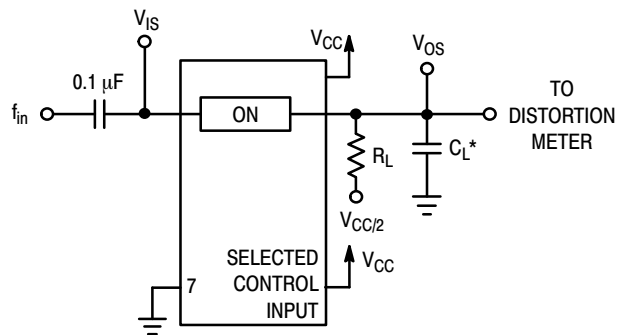 V_IS
V_CC
V_OS
0.1 μF
f_in
ON
TO
DISTORTION
METER
R_L
C_L*
V_CC/2
SELECTED
CONTROL
INPUT
V_CC
7